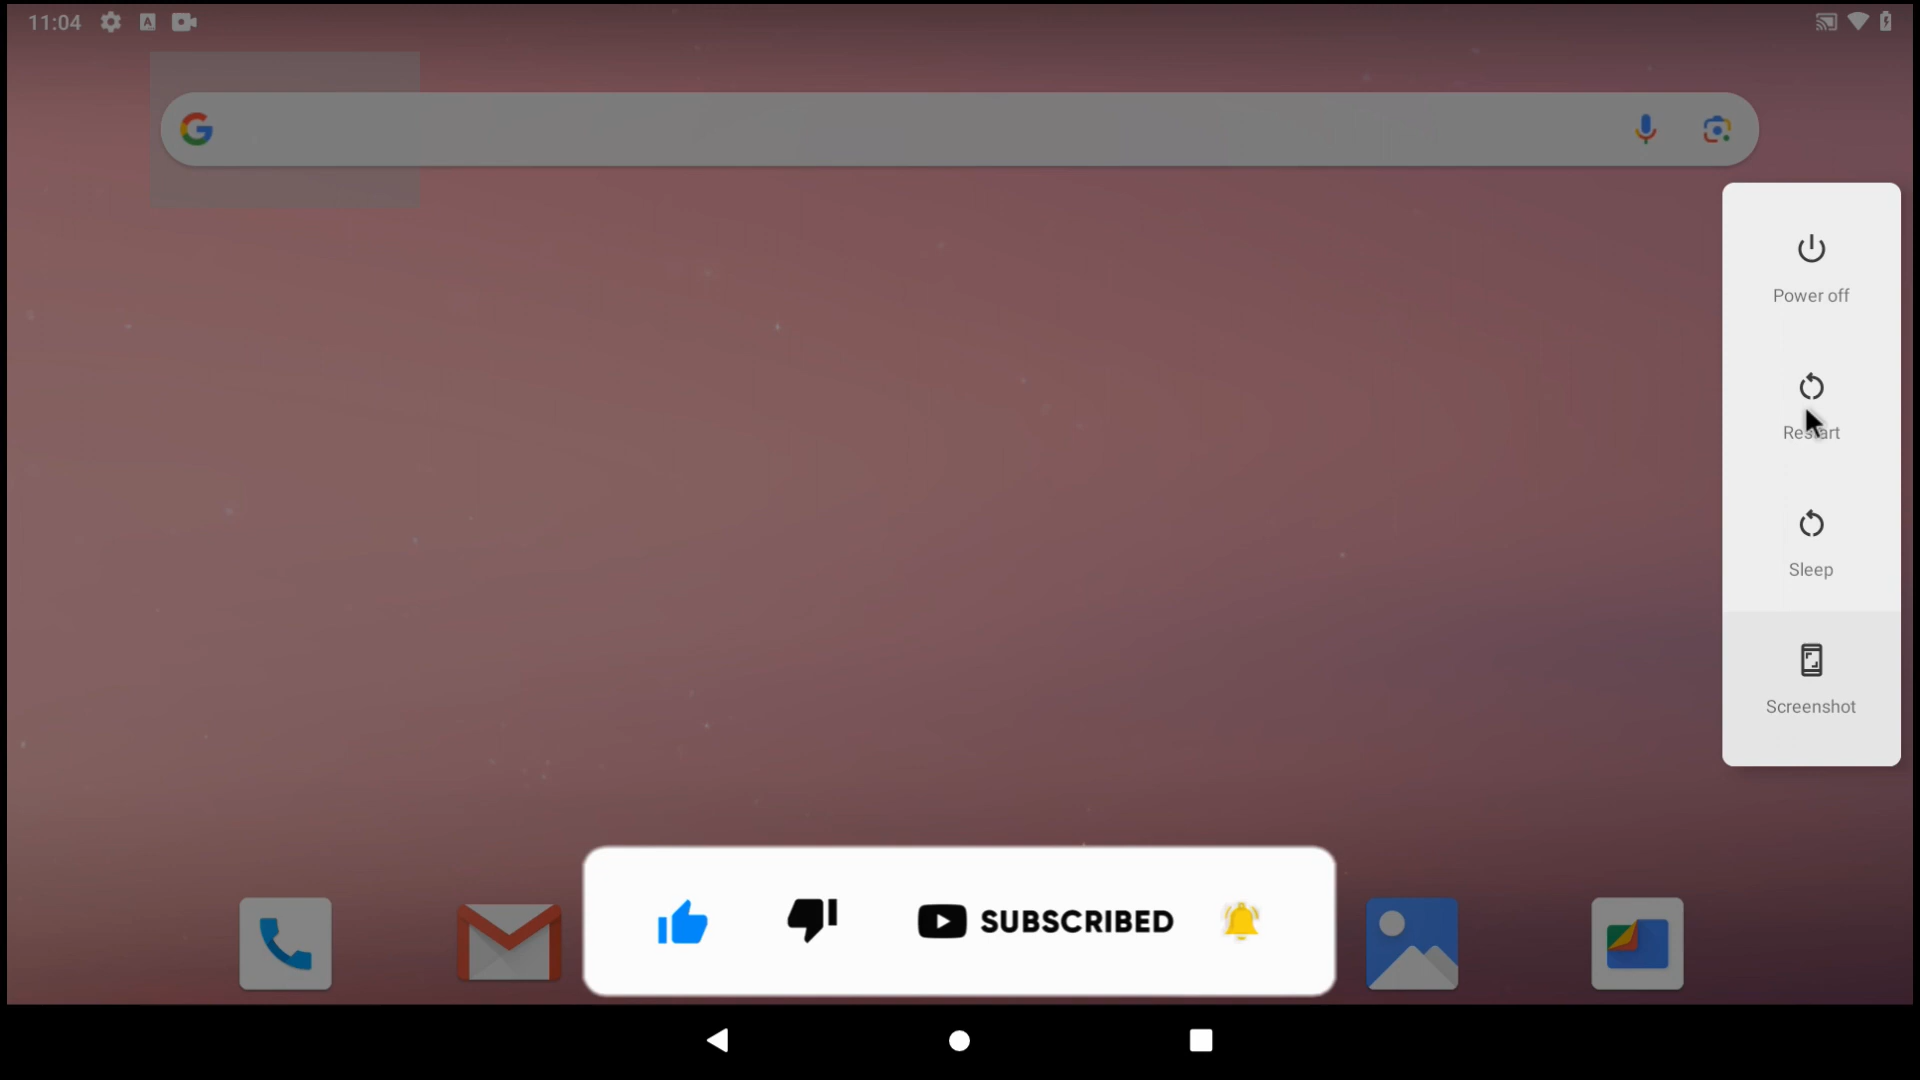 11:04
Power off
Restart
Sleep
Screenshot
SUBSCRIBED